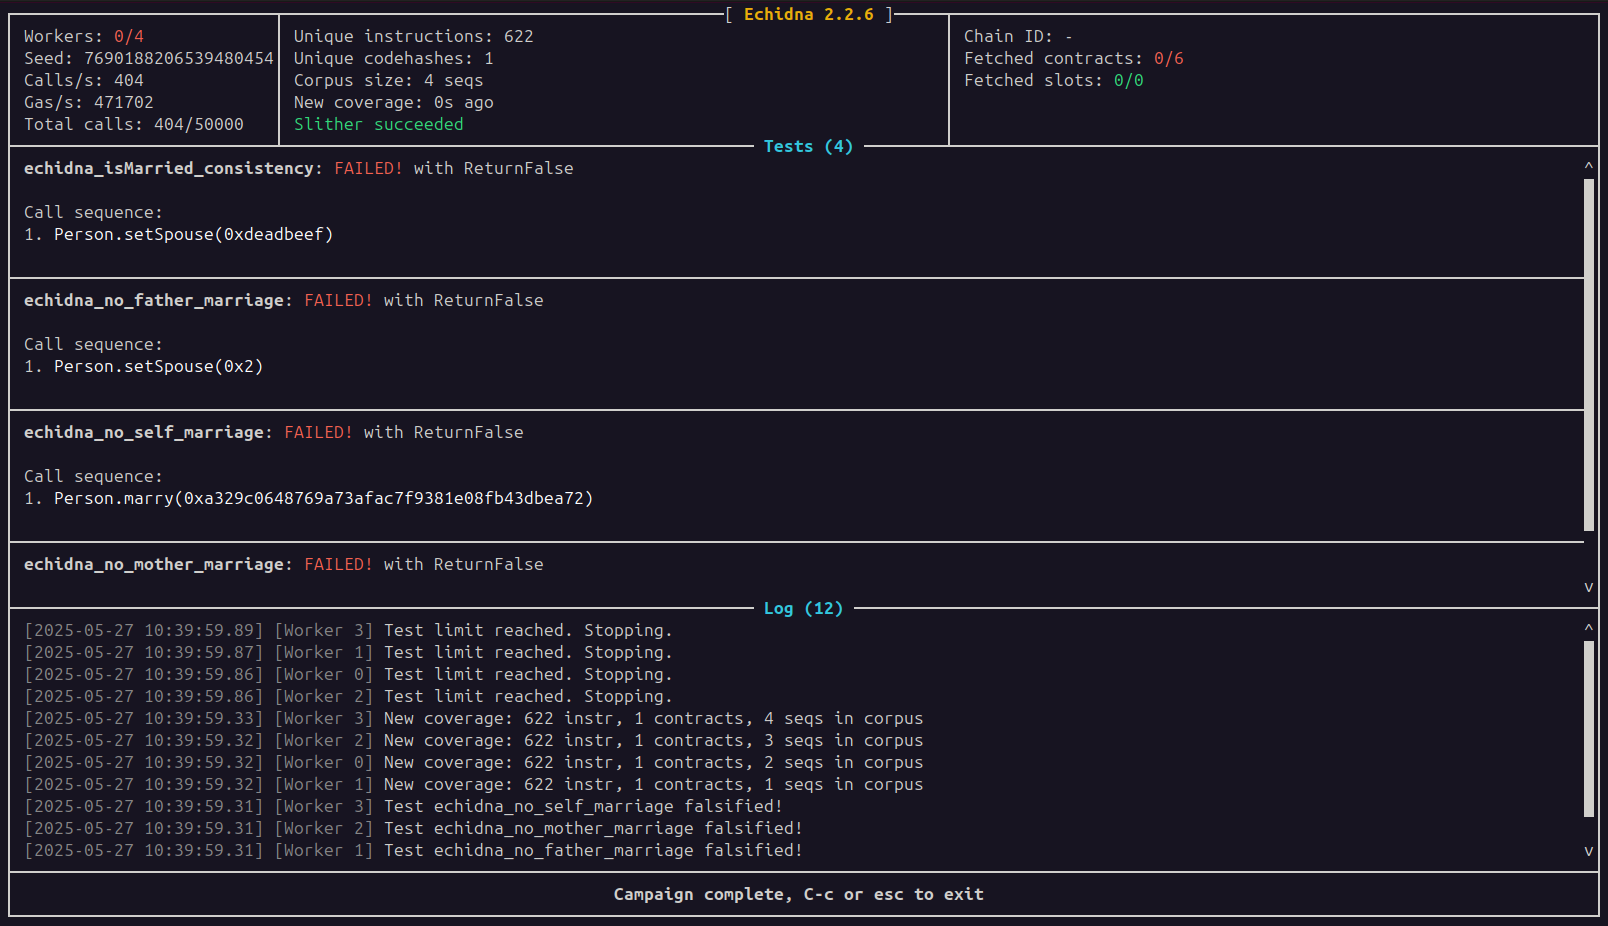 [ Echidna 2.2.6 ]
Workers: 0/4
Seed: 7690188206539480454
Calls/s: 404
Gas/s: 471702
Total calls: 404/50000
Unique instructions: 622
Unique codehashes: 1
Corpus size: 4 seqs
New coverage: 0s ago
Slither succeeded
Chain ID: -
Fetched contracts: 0/6
Fetched slots: 0/0
Tests (4)
echidna_isMarried_consistency: FAILED! with ReturnFalse
^
Call sequence:
1. Person.setSpouse(0xdeadbeef)
echidna_no_father_marriage: FAILED! with ReturnFalse
Call sequence:
1. Person.setSpouse(0x2)
echidna_no_self_marriage: FAILED! with ReturnFalse
Call sequence:
1. Person.marry(0xa329c0648769a73afac7f9381e08fb43dbea72)
echidna_no_mother_marriage: FAILED! with ReturnFalse
v
Log (12)
[2025-05-27 10:39:59.89] [Worker 3] Test limit reached. Stopping.
^
[2025-05-27 10:39:59.87] [Worker 1] Test limit reached. Stopping.
[2025-05-27 10:39:59.86] [Worker 0] Test limit reached. Stopping.
[2025-05-27 10:39:59.86] [Worker 2] Test limit reached. Stopping.
[2025-05-27 10:39:59.33] [Worker 3] New coverage: 622 instr, 1 contracts, 4 seqs in corpus
[2025-05-27 10:39:59.32] [Worker 2] New coverage: 622 instr, 1 contracts, 3 seqs in corpus
[2025-05-27 10:39:59.32] [Worker 0] New coverage: 622 instr, 1 contracts, 2 seqs in corpus
[2025-05-27 10:39:59.32] [Worker 1] New coverage: 622 instr, 1 contracts, 1 seqs in corpus
[2025-05-27 10:39:59.31] [Worker 3] Test echidna_no_self_marriage falsified!
[2025-05-27 10:39:59.31] [Worker 2] Test echidna_no_mother_marriage falsified!
[2025-05-27 10:39:59.31] [Worker 1] Test echidna_no_father_marriage falsified!
v
Campaign complete, C-c or esc to exit